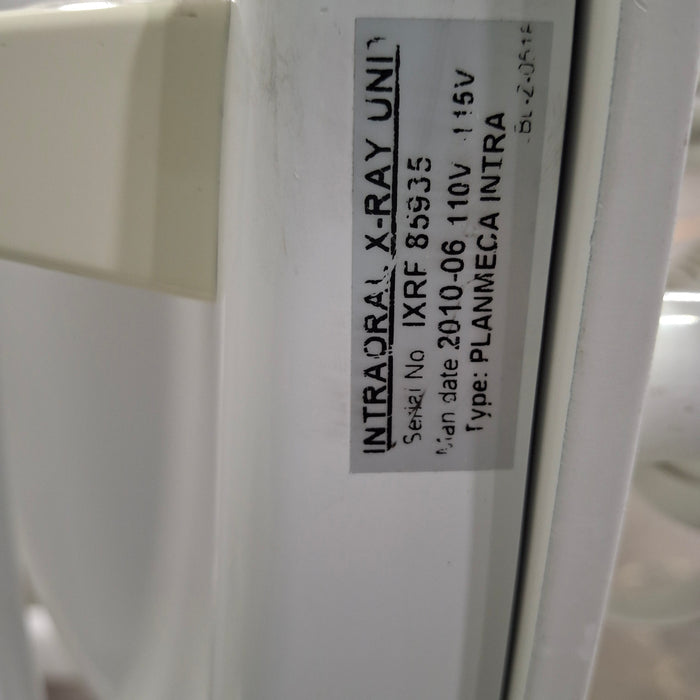 INTRAORAL X-RAY UNIT
Serial No IXRF 85935
Man date 2010-06 110V 115V
Type: PLANMECA INTRA